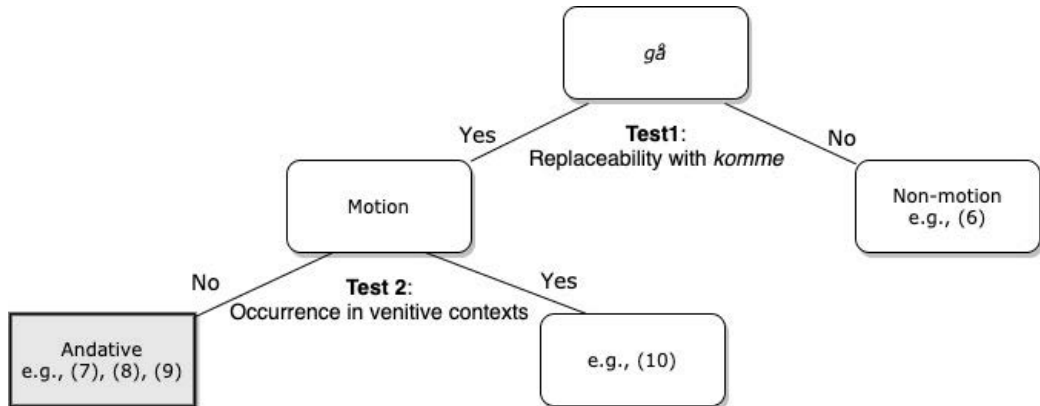 gå
Yes
Test1:
No
Replaceability with komme
Motion
Non-motion
e.g., (6)
No
Test 2:
Yes
Occurrence in venitive contexts
Andative
e.g., (7), (8), (9)
e.g., (10)